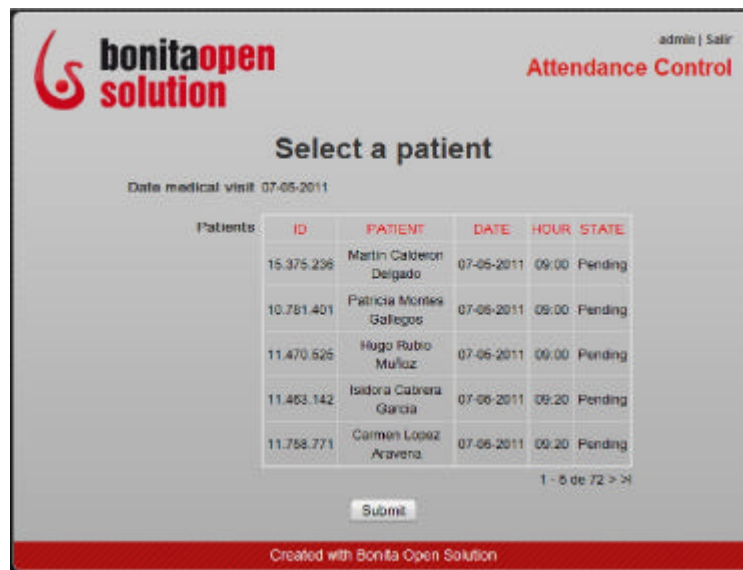 bonitaopen
solution
admin | Salir
Attendance Control
Select a patient
Date medical visit 07-05-2011
Patients ID PATIENT DATE HOUR STATE
15.375.236 Martin Calderon Delgado 07-05-2011 09:00 Pending
10.781.401 Patricia Montes Gallegos 07-05-2011 09:00 Pending
11.470.525 Hugo Rubio Muñoz 07-05-2011 09:00 Pending
11.463.142 Isidora Cabrera Garcia 07-05-2011 09:20 Pending
11.758.771 Carmen Lopez Aravena 07-05-2011 09:20 Pending
1 - 5 de 72 > >|
Submit
Created with Bonita Open Solution